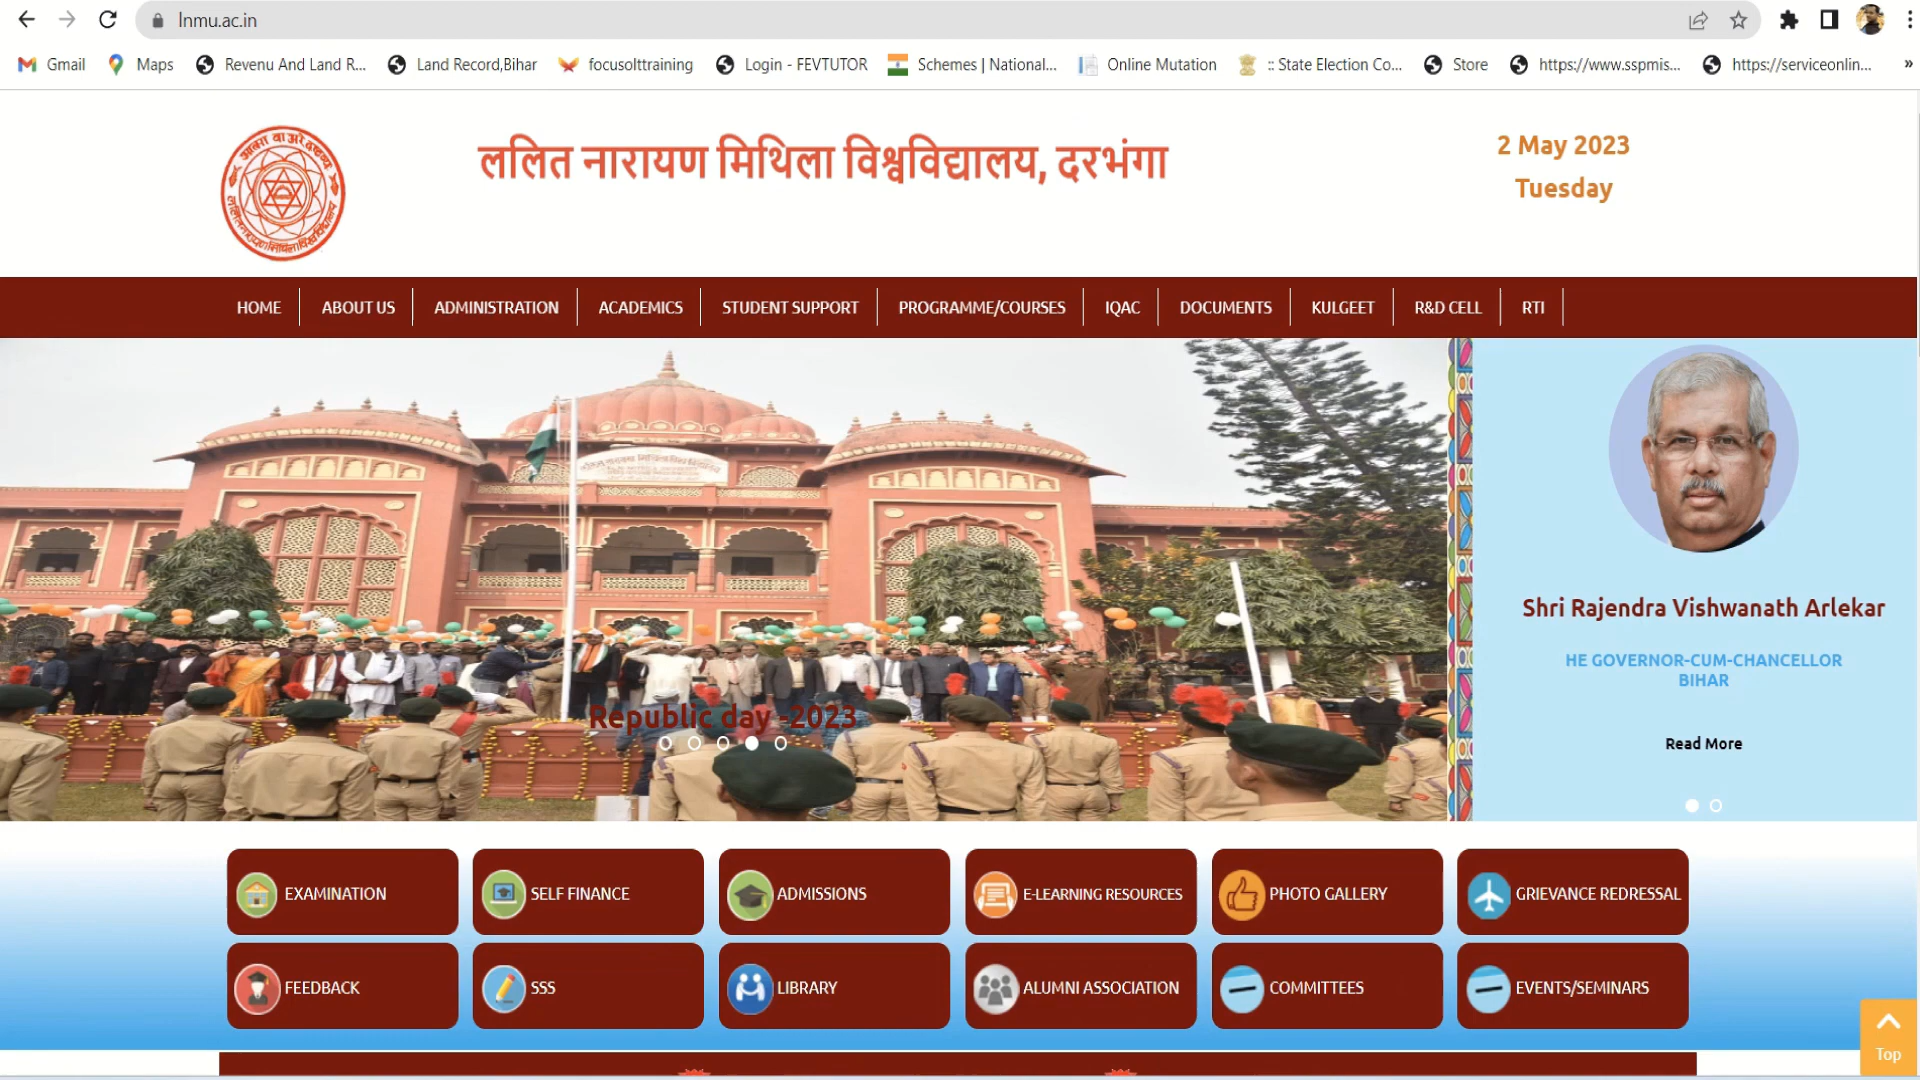 lnmu.ac.in
Gmail
Maps
Revenu And Land R...
Land Record,Bihar
focusolttraining
Login - FEVTUTOR
Schemes | National...
Online Mutation
:: State Election Co...
Store
https://www.sspmis...
https://serviceonlin...
»
ललित नारायण मिथिला विश्वविद्यालय, दरभंगा
2 May 2023
Tuesday
HOME
ABOUT US
ADMINISTRATION
ACADEMICS
STUDENT SUPPORT
PROGRAMME/COURSES
IQAC
DOCUMENTS
KULGEET
R&D CELL
RTI
Republic day -2023
Shri Rajendra Vishwanath Arlekar
HE GOVERNOR-CUM-CHANCELLOR
BIHAR
Read More
EXAMINATION
SELF FINANCE
ADMISSIONS
E-LEARNING RESOURCES
PHOTO GALLERY
GRIEVANCE REDRESSAL
FEEDBACK
SSS
LIBRARY
ALUMNI ASSOCIATION
COMMITTEES
EVENTS/SEMINARS
Top